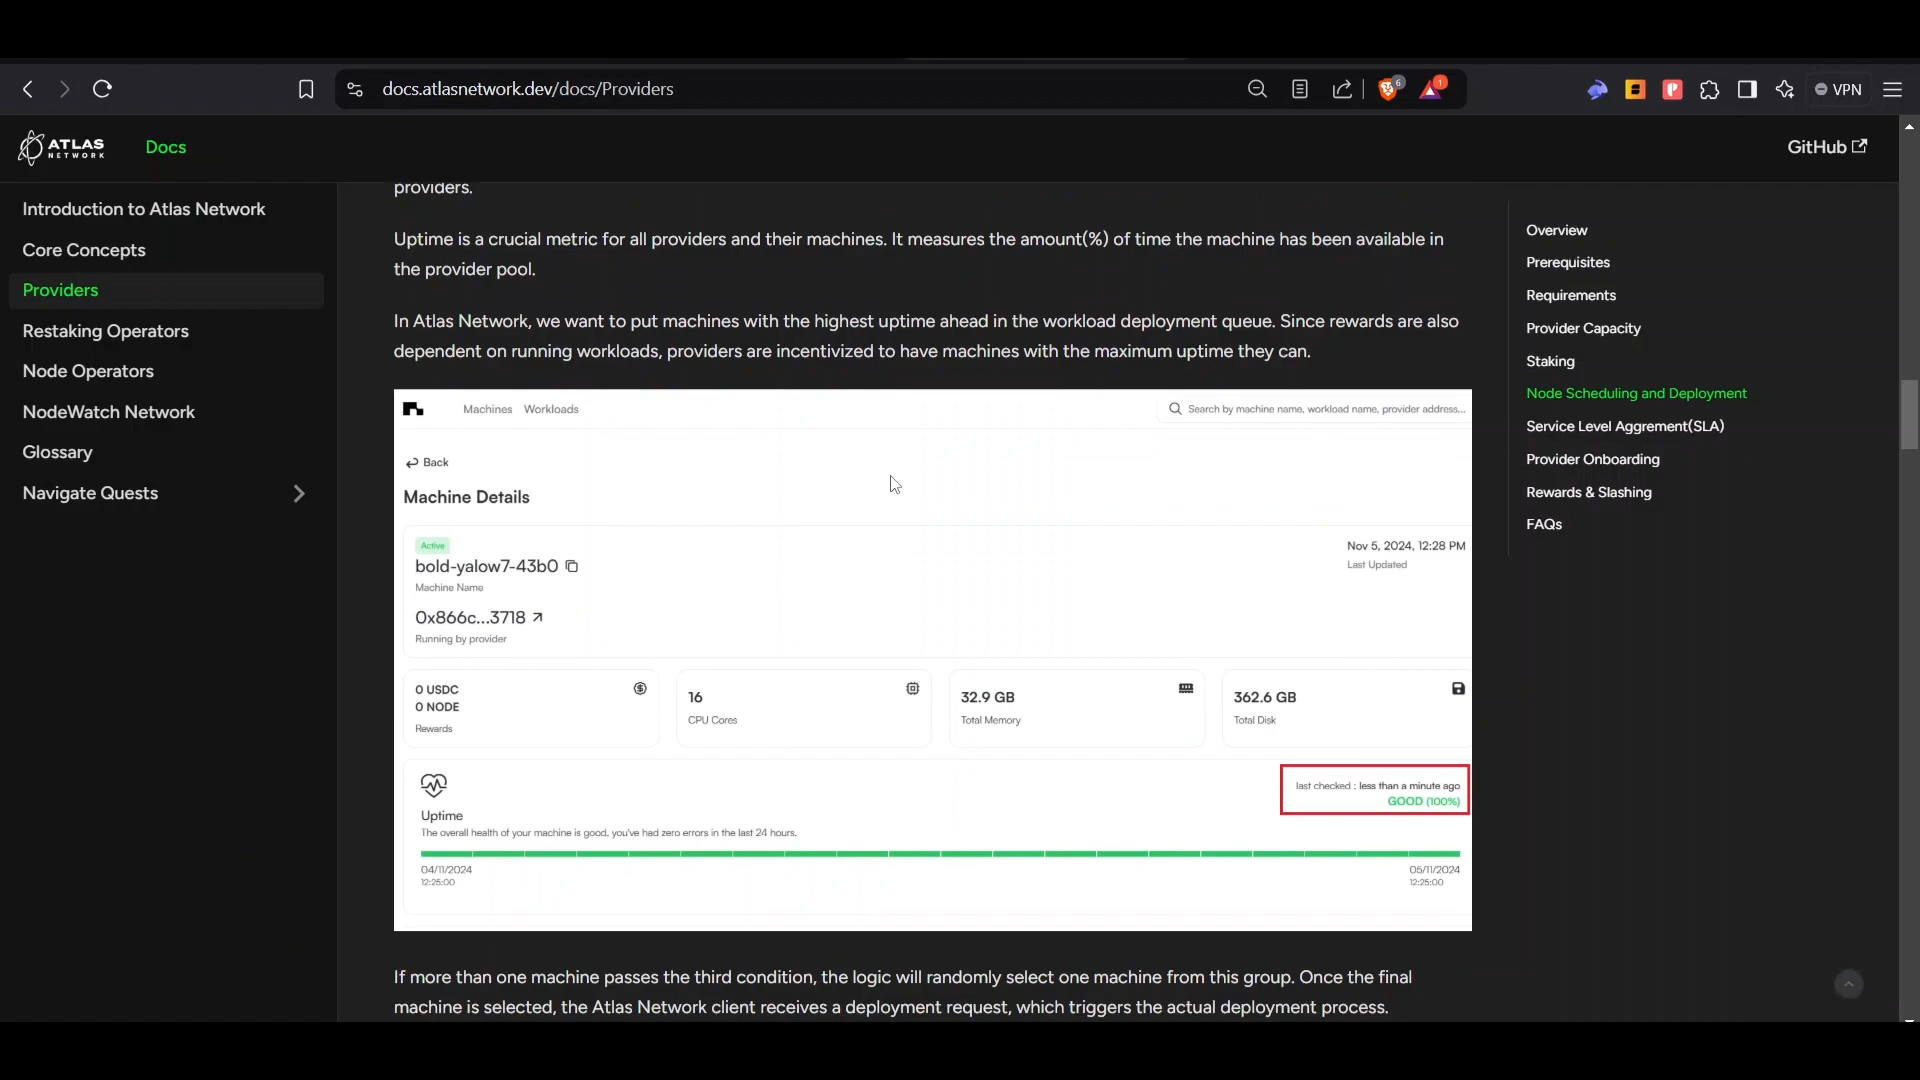 docs.atlasnetwork.dev/docs/Providers
6
1
VPN
ATLAS
NETWORK
Docs
GitHub
Introduction to Atlas Network
Core Concepts
Providers
Restaking Operators
Node Operators
NodeWatch Network
Glossary
Navigate Quests
providers.
Uptime is a crucial metric for all providers and their machines. It measures the amount(%) of time the machine has been available in
the provider pool.
In Atlas Network, we want to put machines with the highest uptime ahead in the workload deployment queue. Since rewards are also
dependent on running workloads, providers are incentivized to have machines with the maximum uptime they can.
Machines Workloads
Search by machine name, workload name, provider address...
Back
Machine Details
Active
bold-yalow7-43b0
Machine Name
0x866c...3718
Running by provider
Nov 5, 2024, 12:28 PM
Last Updated
0 USDC
0 NODE
Rewards
16
CPU Cores
32.9 GB
Total Memory
362.6 GB
Total Disk
last checked : less than a minute ago
GOOD (100%)
Uptime
The overall health of your machine is good, you've had zero errors in the last 24 hours.
04/11/2024
12:25:00
05/11/2024
12:25:00
If more than one machine passes the third condition, the logic will randomly select one machine from this group. Once the final
machine is selected, the Atlas Network client receives a deployment request, which triggers the actual deployment process.
Overview
Prerequisites
Requirements
Provider Capacity
Staking
Node Scheduling and Deployment
Service Level Aggrement(SLA)
Provider Onboarding
Rewards & Slashing
FAQs